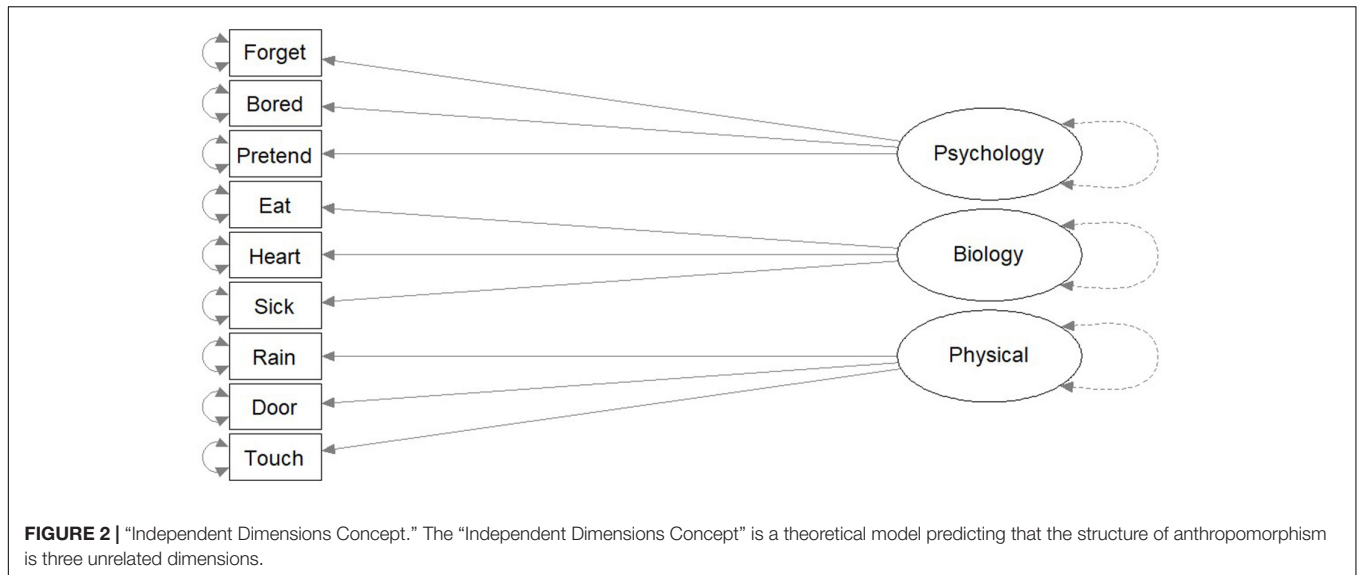 Forget
Bored
Pretend
Eat
Heart
Sick
Rain
Door
Touch
Psychology
Biology
Physical
FIGURE 2 | “Independent Dimensions Concept.” The “Independent Dimensions Concept” is a theoretical model predicting that the structure of anthropomorphism
is three unrelated dimensions.